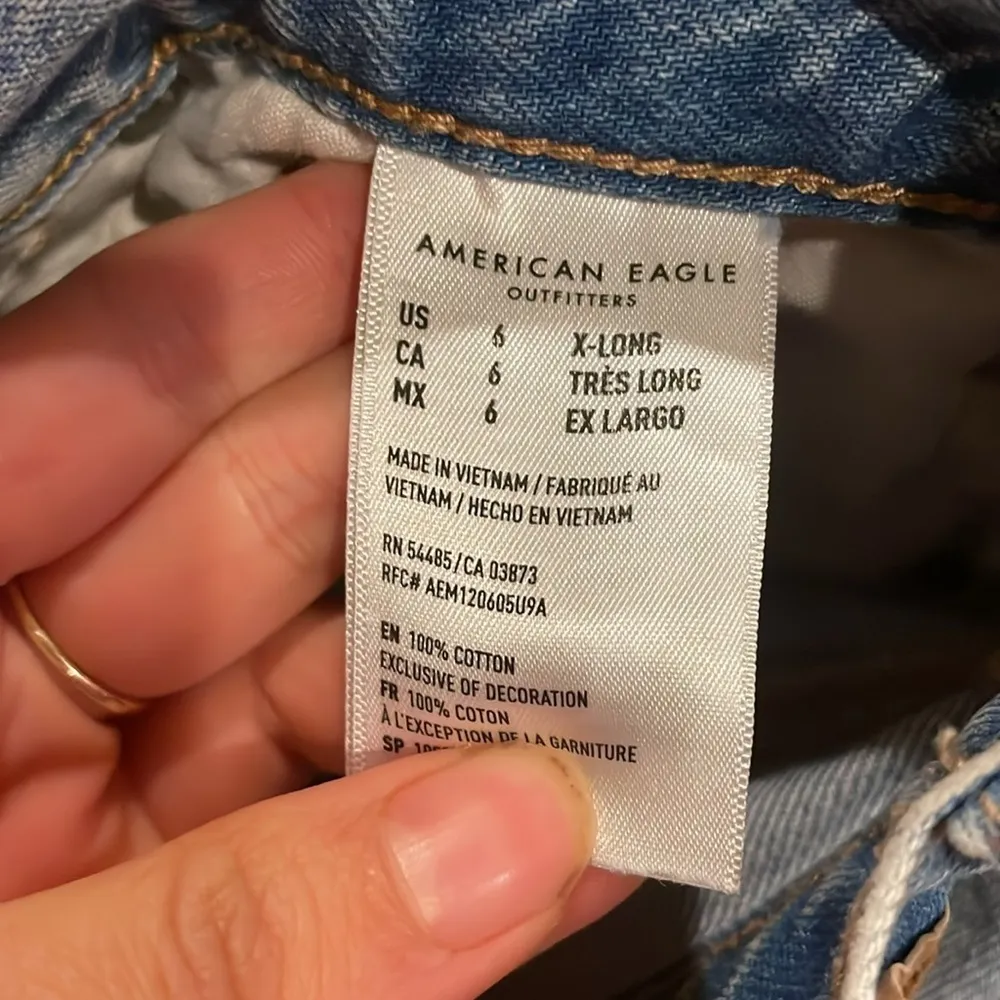 AMERICAN EAGLE
OUTFITTERS
US 6 X-LONG
CA 6 TRÈS LONG
MX 6 EX LARGO
MADE IN VIETNAM / FABRIQUÉ AU
VIETNAM / HECHO EN VIETNAM
RN 54485/CA 03873
RFC# AEM120605U9A
EN 100% COTTON
EXCLUSIVE OF DECORATION
FR 100% COTON
À L'EXCEPTION DE LA GARNITURE
SP